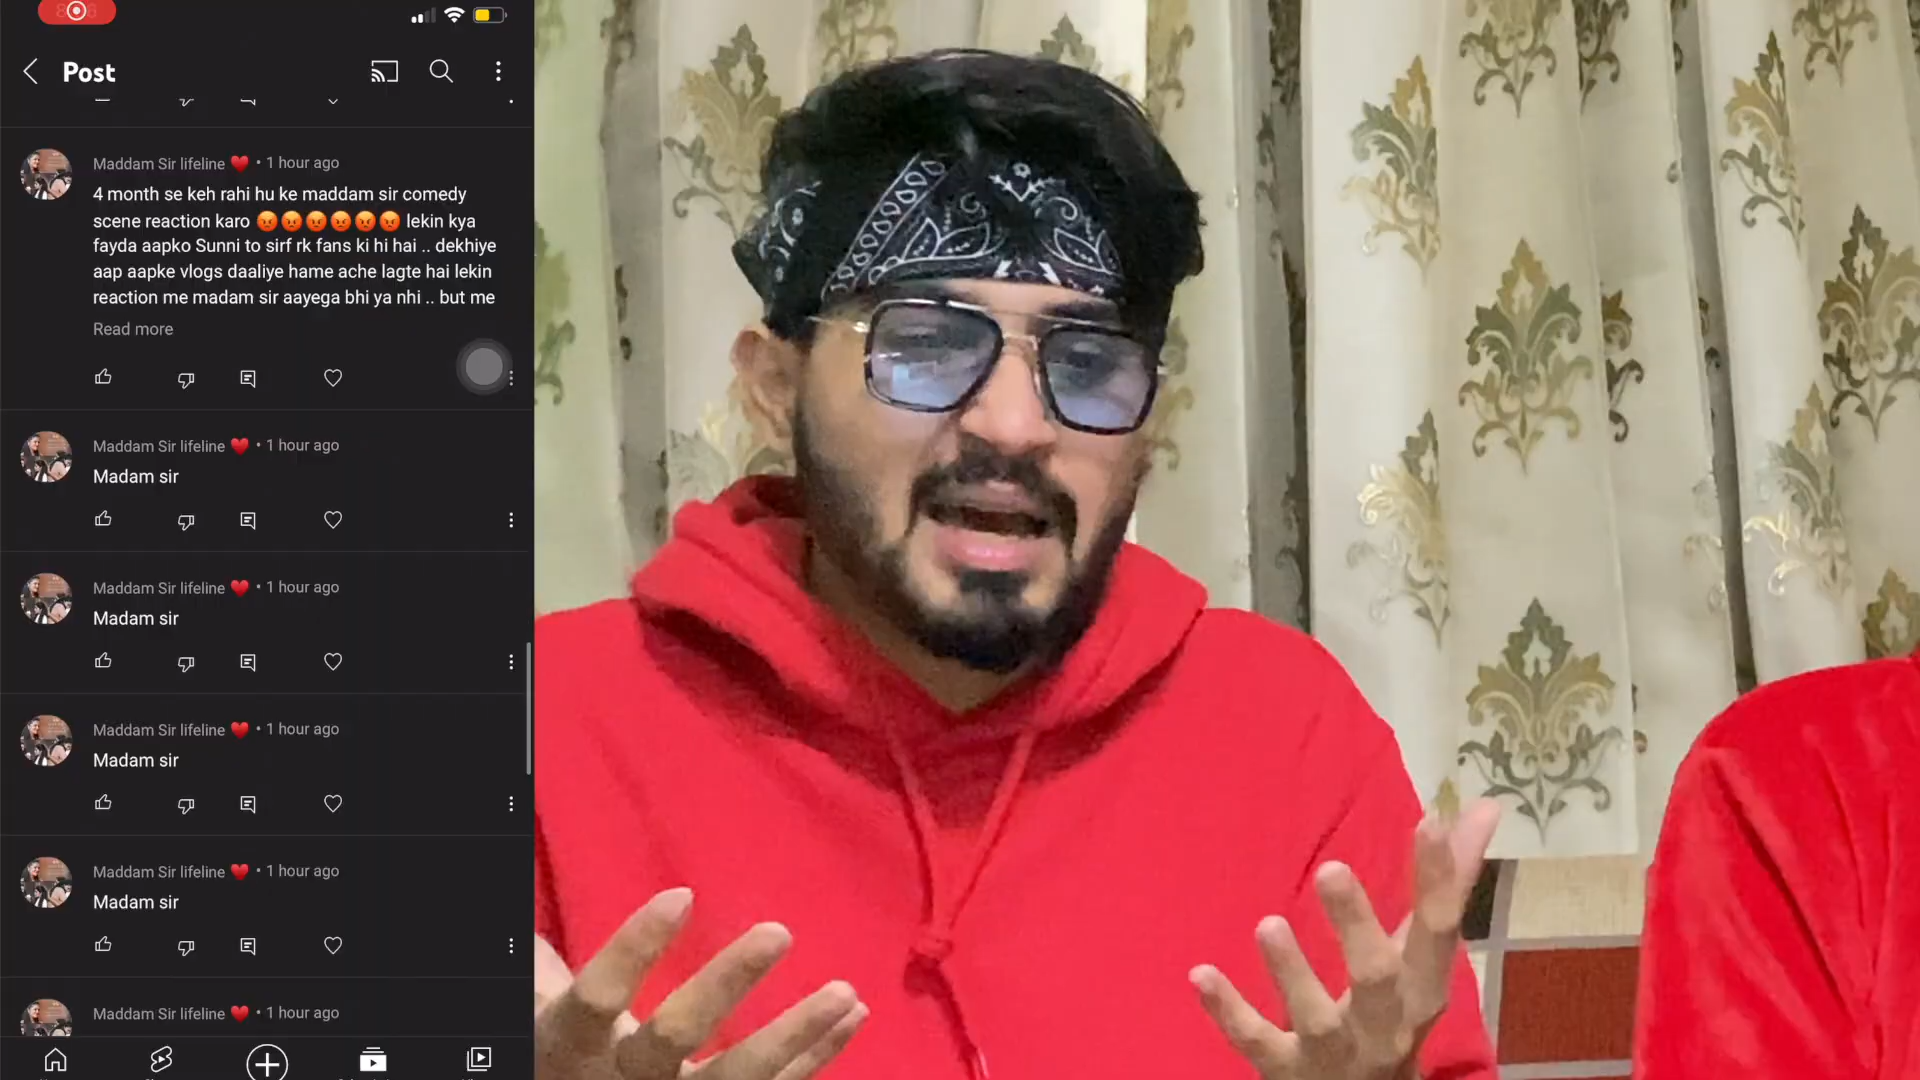 Post
Maddam Sir lifeline ❤️ • 1 hour ago
4 month se keh rahi hu ke maddam sir comedy
scene reaction karo 😡😡😡😡😡😡 lekin kya
fayda aapko Sunni to sirf rk fans ki hi hai .. dekhiye
aap aapke vlogs daaliye hame ache lagte hai lekin
reaction me madam sir aayega bhi ya nhi .. but me
Read more
Maddam Sir lifeline ❤️ • 1 hour ago
Madam sir
Maddam Sir lifeline ❤️ • 1 hour ago
Madam sir
Maddam Sir lifeline ❤️ • 1 hour ago
Madam sir
Maddam Sir lifeline ❤️ • 1 hour ago
Madam sir
Maddam Sir lifeline ❤️ • 1 hour ago